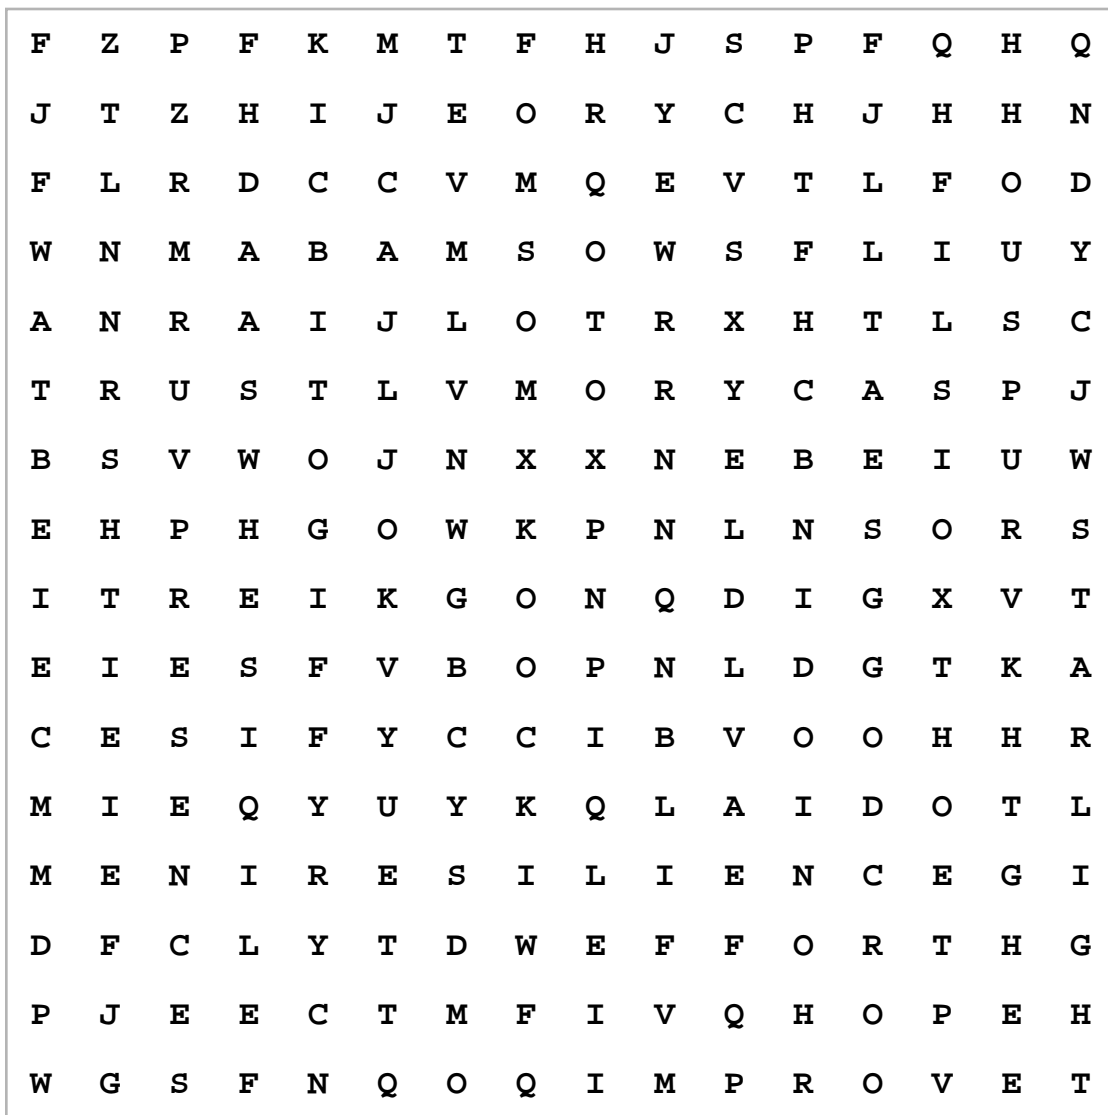 F Z P F K M T F H J S P F Q H Q
J T Z H I J E O R Y C H J H H N
F L R D C C V M Q E V T L F O D
W N M A B A M S O W S F L I U Y
A N R A I J L O T R X H T L S C
T R U S T L V M O R Y C A S P J
B S V W O J N X X N E B E I U W
E H P H G O W K P N L N S O R S
I T R E I K G O N Q D I G X V T
E I E S F V B O P N L D G T K A
C E S I F Y C C I B V O O H H R
M I E Q Y U Y K Q L A I D O T L
M E N I R E S I L I E N C E G I
D F C L Y T D W E F F O R T H G
P J E E C T M F I V Q H O P E H
W G S F N Q O Q I M P R O V E T